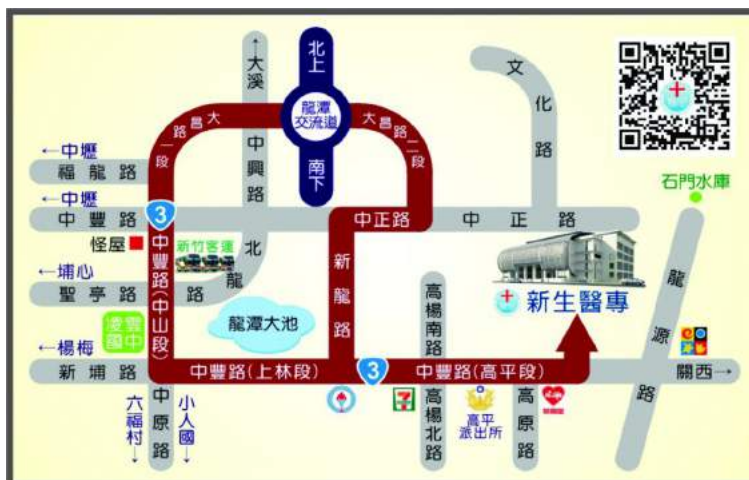 北上
龍潭
交流道
南下
←大溪
中興路
文化路
大昌路一段
大昌路二段
←中壢
福龍路
←中壢
中豐路
3
中正路
中正路
石門水庫
怪屋
新竹客運
中豐路(中山段)
北龍路
←埔心
聖亭路
新龍路
龍潭大池
高楊南路
新生醫專
龍源路
凌雲
國中
←楊梅
新埔路
中豐路(上林段)
3
中豐路(高平段)
關西→
7
高平
派出所
高楊北路
高原路
中原路
六福村→
小人國→